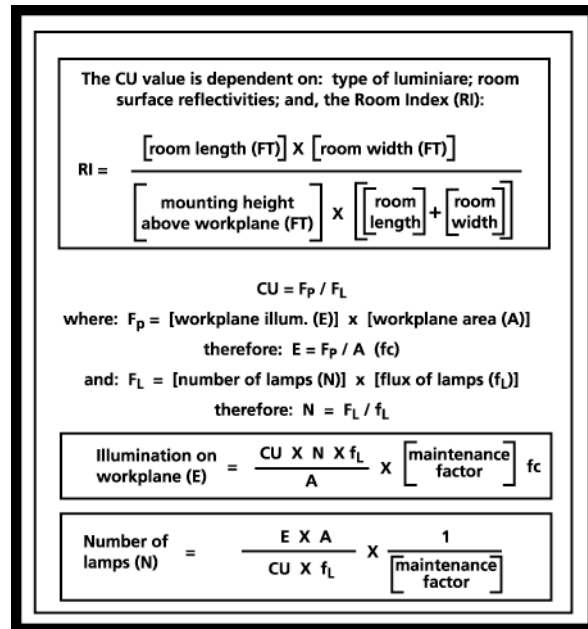 The CU value is dependent on: type of luminiare; room
surface reflectivities; and, the Room Index (RI):
RI = [room length (FT)] X [room width (FT)]
[mounting height above workplane (FT)] X [[room length] + [room width]]
CU = FP / FL
where: Fp = [workplane illum. (E)] x [workplane area (A)]
therefore: E = FP / A (fc)
and: FL = [number of lamps (N)] x [flux of lamps (fL)]
therefore: N = FL / fL
Illumination on workplane (E) = CU X N X fL / A X [maintenance factor] fc
Number of lamps (N) = E X A / CU X fL X 1 / [maintenance factor]